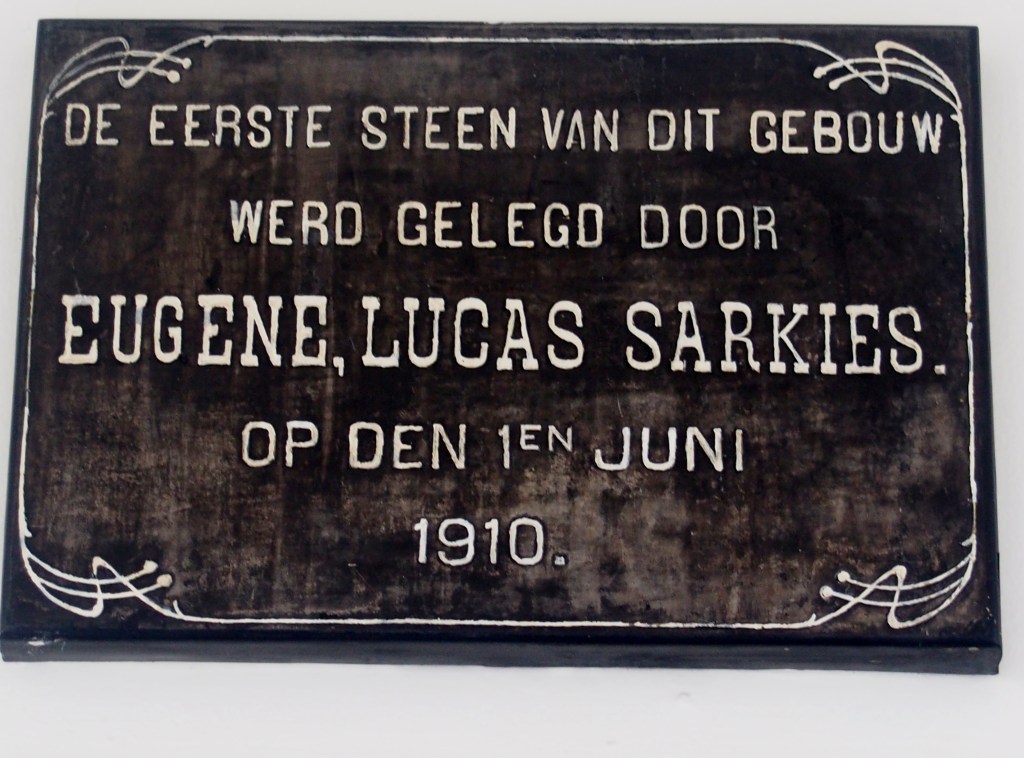 DE EERSTE STEEN VAN DIT GEBOUW
WERD GELEGD DOOR
EUGENE, LUCAS SARKIES.
OP DEN 1EN JUNI
1910.